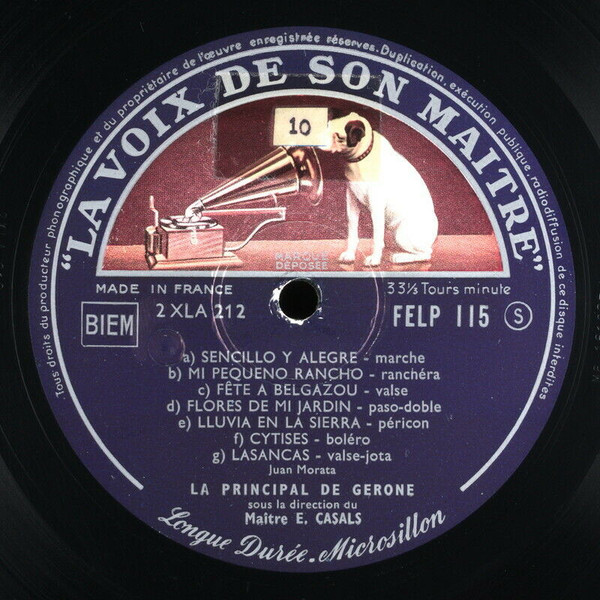 Tous droits du producteur phonographique et du propriétaire de l'œuvre enregistrée réservés. Duplication, exécution publique, radiodiffusion de ce disque interdites
"LA VOIX DE SON MAITRE"
10
MARQUE
DÉPOSÉE
MADE IN FRANCE
33⅓ Tours minute
BIEM
2 XLA 212
FELP 115 S
a) SENCILLO Y ALEGRE - marche
b) MI PEQUENO RANCHO - ranchéra
c) FÊTE A BELGAZOU - valse
d) FLORES DE MI JARDIN - paso-doble
e) LLUVIA EN LA SIERRA - péricon
f) CYTISES - boléro
g) LASANCAS - valse-jota
Juan Morata
LA PRINCIPAL DE GERONE
sous la direction du
Maître E. CASALS
Longue Durée. Microsillon